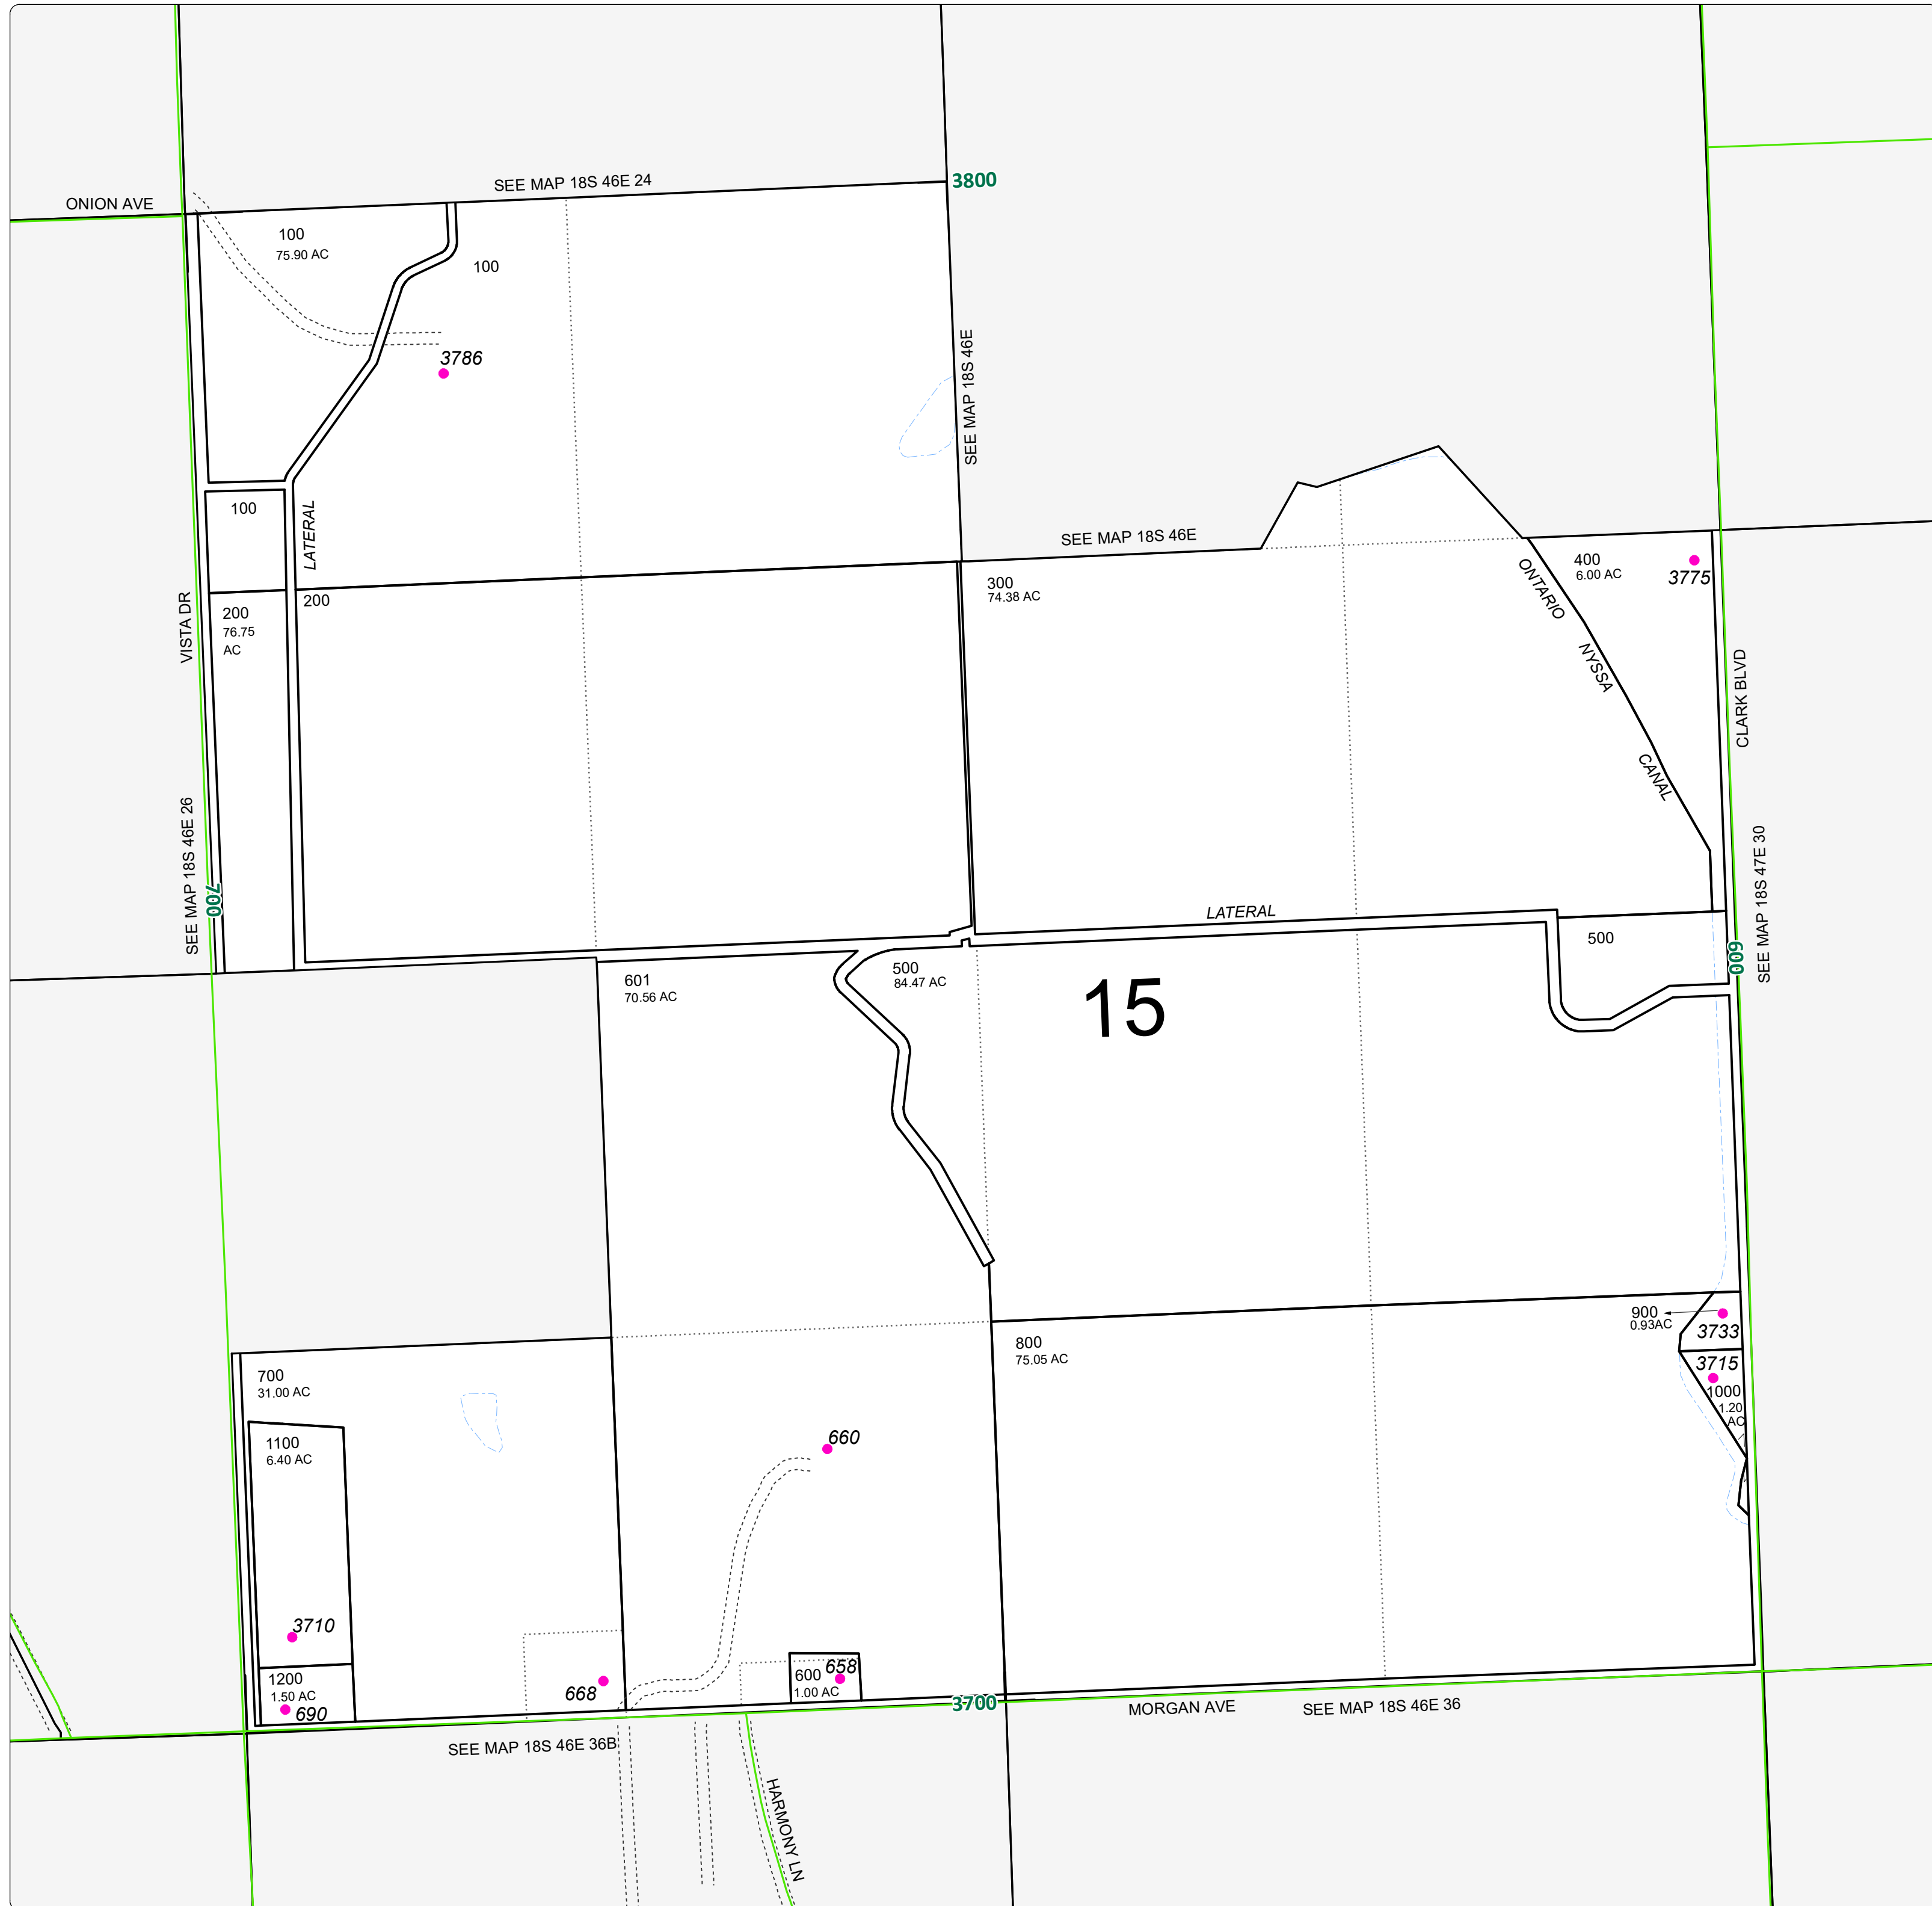 SEE MAP 18S 46E 24
3800
ONION AVE
100
75.90 AC
100
3786
SEE MAP 18S 46E
100
LATERAL
SEE MAP 18S 46E
400
6.00 AC
3775
ONTARIO
NYSSA
CANAL
300
74.38 AC
200
200
76.75
AC
VISTA DR
CLARK BLVD
SEE MAP 18S 46E 26
700
SEE MAP 18S 47E 30
600
LATERAL
500
601
70.56 AC
500
84.47 AC
15
900
0.93AC
3733
3715
1000
1.20
AC
800
75.05 AC
700
31.00 AC
1100
6.40 AC
660
3710
1200
1.50 AC
690
668
600
1.00 AC
658
3700
MORGAN AVE
SEE MAP 18S 46E 36
SEE MAP 18S 46E 36B
HARMONY LN